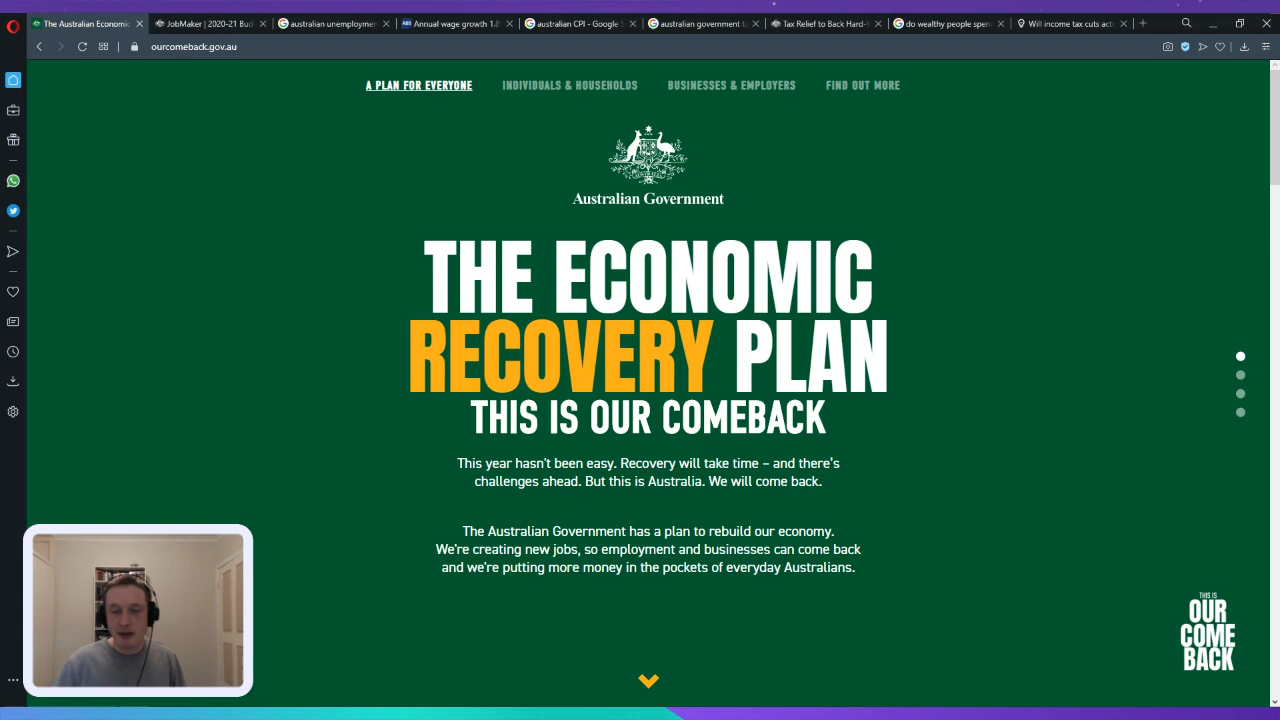 The Australian Economi
JobMaker | 2020-21 Bud
australian unemploymen
Annual wage growth 1.8
australian CPI - Google S
australian government t
Tax Relief to Back Hard-
do wealthy people spen
Will income tax cuts act
ourcomeback.gov.au
A PLAN FOR EVERYONE
INDIVIDUALS & HOUSEHOLDS
BUSINESSES & EMPLOYERS
FIND OUT MORE
Australian Government
THE ECONOMIC
RECOVERY PLAN
THIS IS OUR COMEBACK
This year hasn't been easy. Recovery will take time – and there's
challenges ahead. But this is Australia. We will come back.
The Australian Government has a plan to rebuild our economy.
We're creating new jobs, so employment and businesses can come back
and we're putting more money in the pockets of everyday Australians.
THIS IS
OUR
COME
BACK